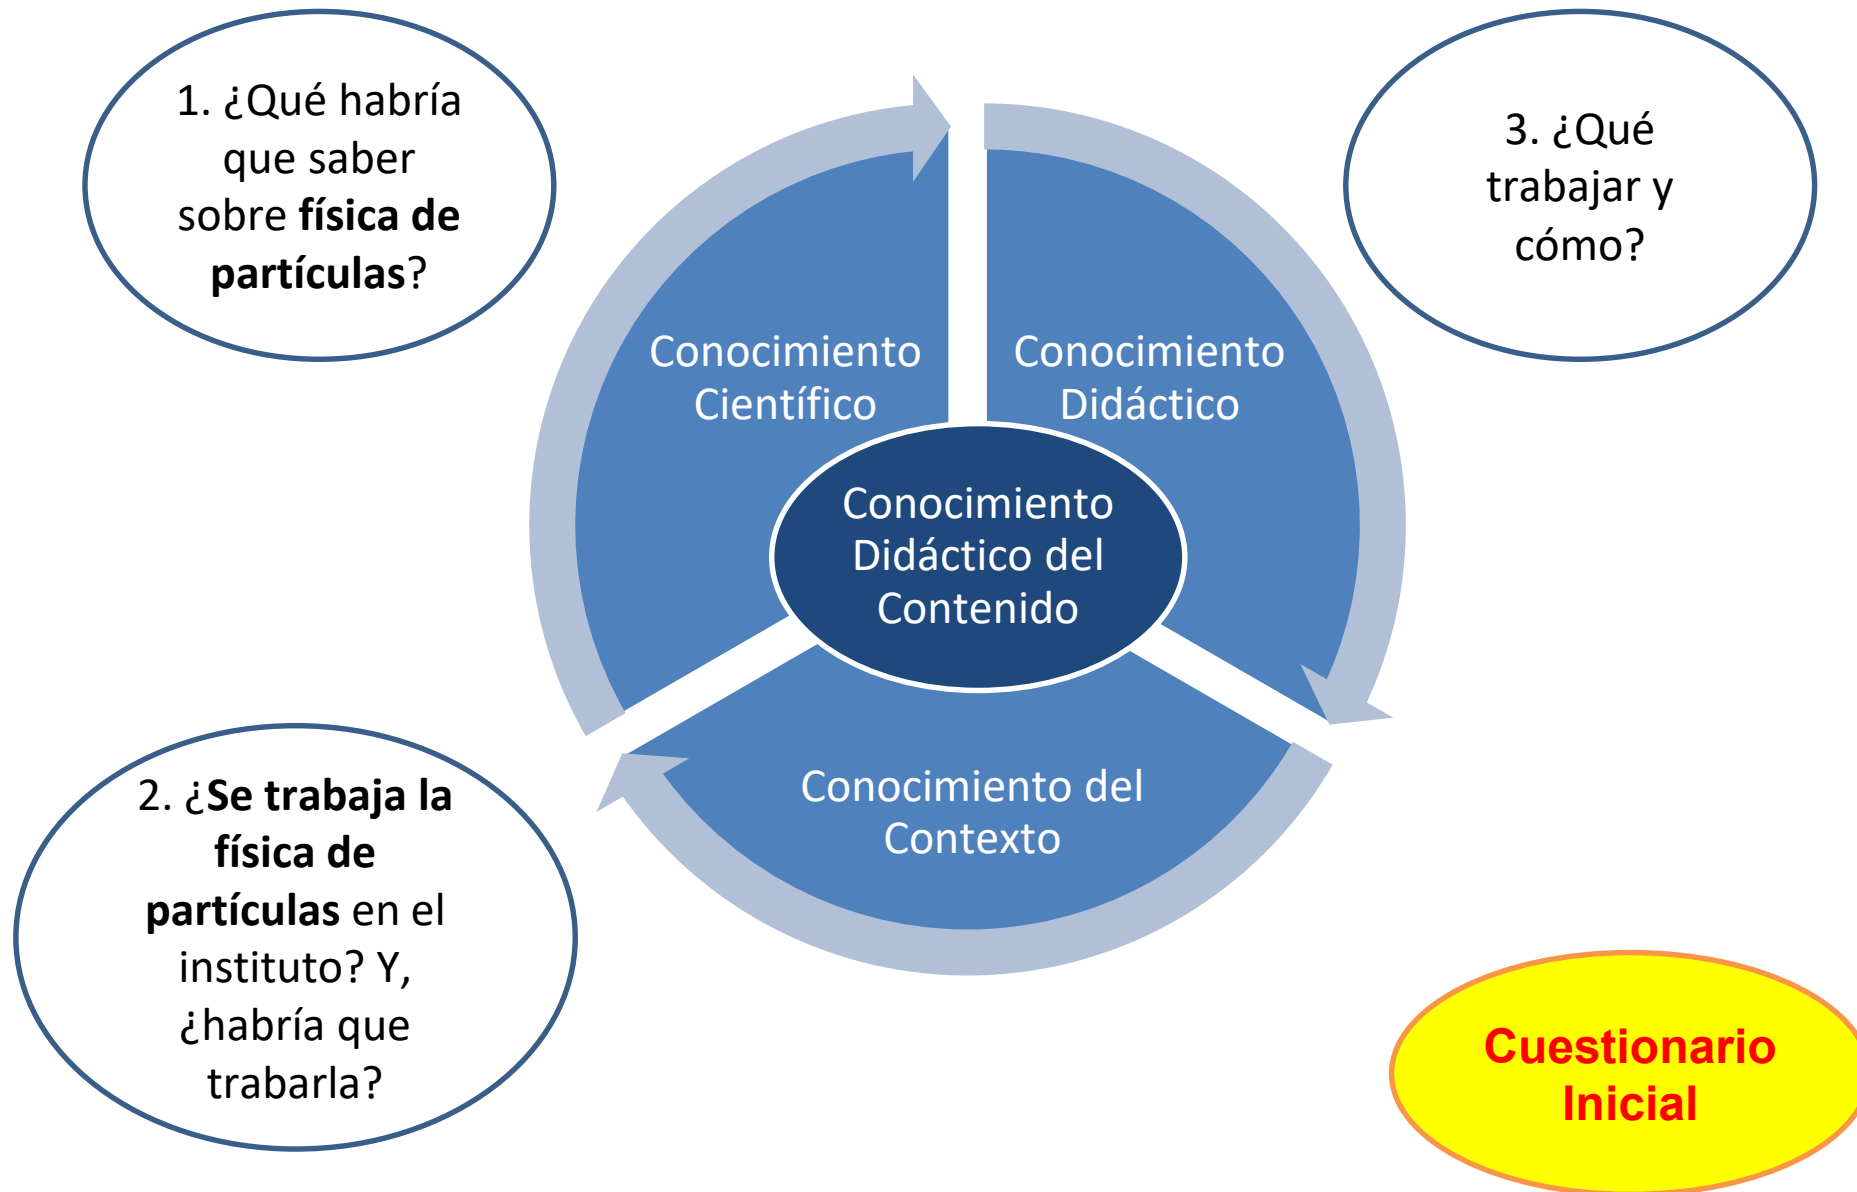 1. ¿Qué habría
que saber
sobre física de
partículas?
3. ¿Qué
trabajar y
cómo?
Conocimiento
Científico
Conocimiento
Didáctico
Conocimiento
Didáctico del
Contenido
Conocimiento del
Contexto
2. ¿Se trabaja la
física de
partículas en el
instituto? Y,
¿habría que
trabarla?
Cuestionario
Inicial